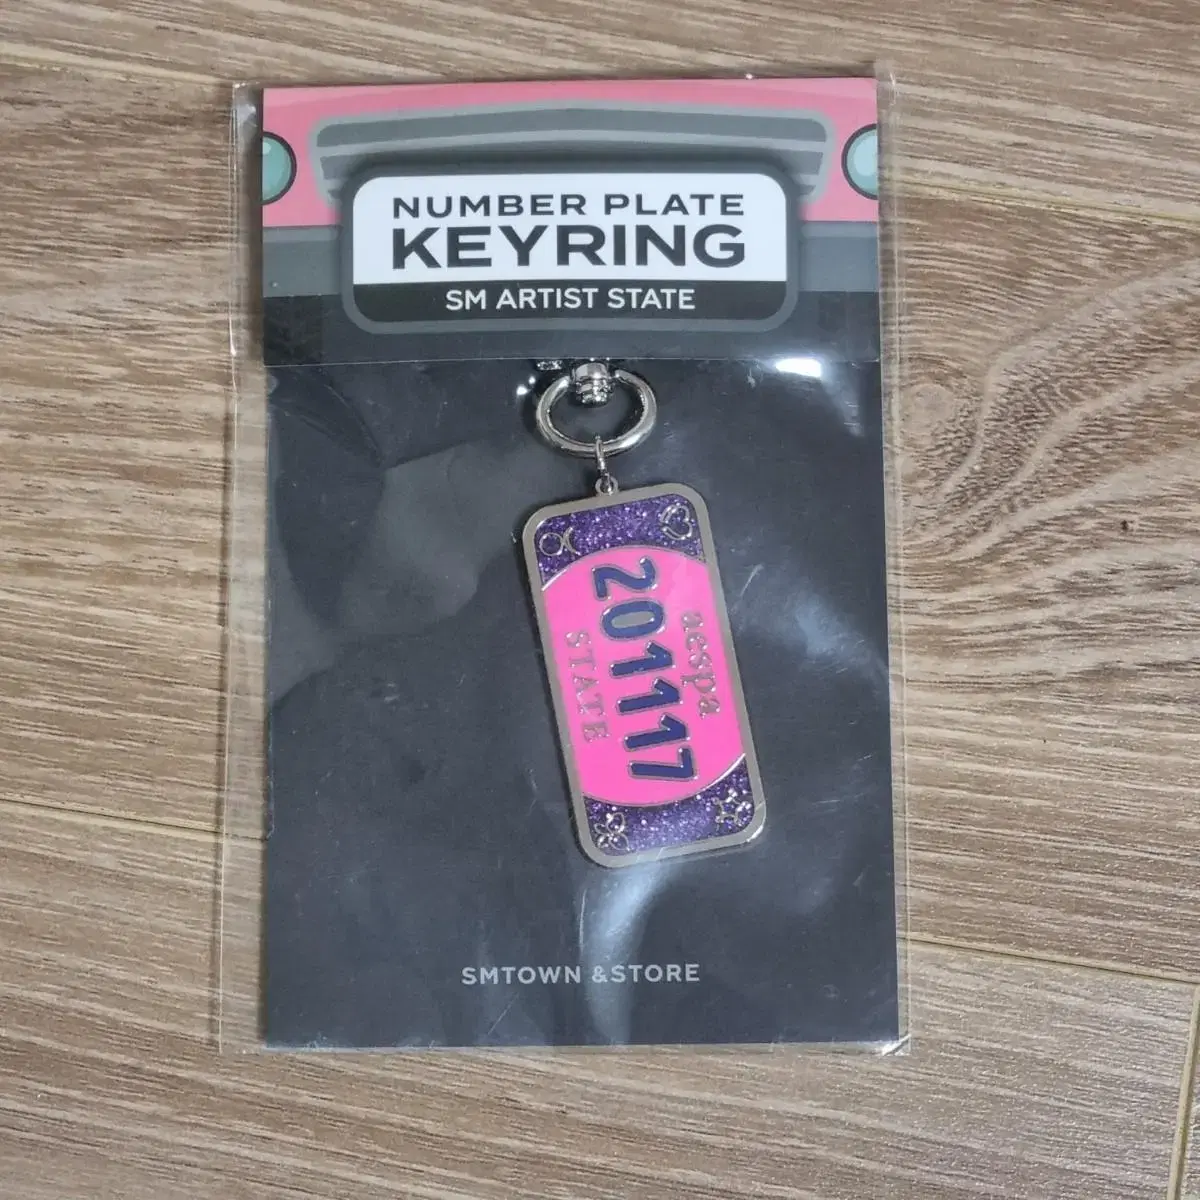 NUMBER PLATE
KEYRING
SM ARTIST STATE
aespa
201117
STATE
SMTOWN &STORE